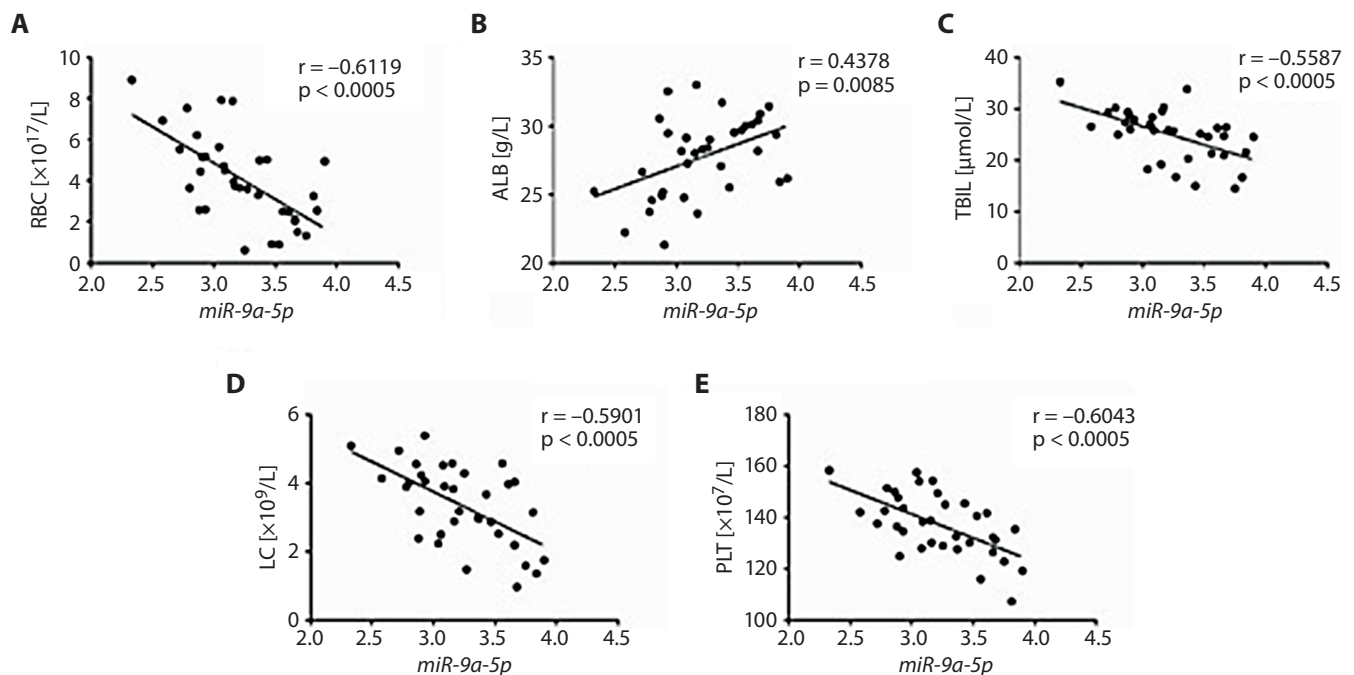 A
r = –0.6119
p < 0.0005
RBC [×10¹⁷/L]
10
8
6
4
2
0
2.0 2.5 3.0 3.5 4.0 4.5
miR-9a-5p
B
r = 0.4378
p = 0.0085
ALB [g/L]
35
30
25
20
2.0 2.5 3.0 3.5 4.0 4.5
miR-9a-5p
C
r = –0.5587
p < 0.0005
TBIL [µmol/L]
40
30
20
10
0
2.0 2.5 3.0 3.5 4.0 4.5
miR-9a-5p
D
r = –0.5901
p < 0.0005
LC [×10⁹/L]
6
4
2
0
2.0 2.5 3.0 3.5 4.0 4.5
miR-9a-5p
E
r = –0.6043
p < 0.0005
PLT [×10⁷/L]
180
160
140
120
100
2.0 2.5 3.0 3.5 4.0 4.5
miR-9a-5p